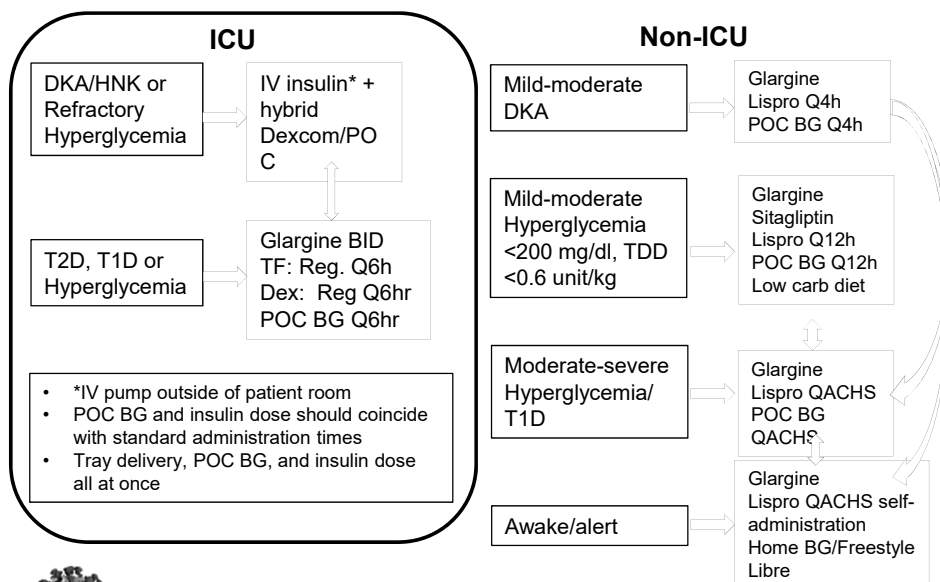 ICU
DKA/HNK or
Refractory
Hyperglycemia
IV insulin* +
hybrid
Dexcom/PO
C
T2D, T1D or
Hyperglycemia
Glargine BID
TF: Reg. Q6h
Dex: Reg Q6hr
POC BG Q6hr
• *IV pump outside of patient room
• POC BG and insulin dose should coincide
with standard administration times
• Tray delivery, POC BG, and insulin dose
all at once
Non-ICU
Mild-moderate
DKA
Glargine
Lispro Q4h
POC BG Q4h
Mild-moderate
Hyperglycemia
<200 mg/dl, TDD
<0.6 unit/kg
Glargine
Sitagliptin
Lispro Q12h
POC BG Q12h
Low carb diet
Moderate-severe
Hyperglycemia/
T1D
Glargine
Lispro QACHS
POC BG
QACHS
Awake/alert
Glargine
Lispro QACHS self-
administration
Home BG/Freestyle
Libre